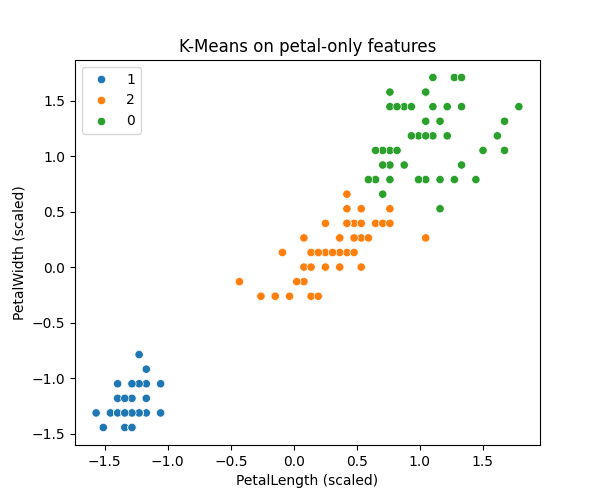 K-Means on petal-only features
1
2
0
PetalWidth (scaled)
1.5
1.0
0.5
0.0
−0.5
−1.0
−1.5
−1.5 −1.0 −0.5 0.0 0.5 1.0 1.5
PetalLength (scaled)